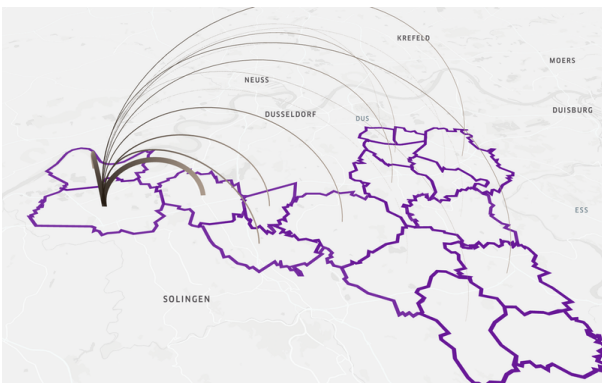 KREFELD
MOERS
NEUSS
DUISBURG
DUSSELDORF
DUS
ESS
SOLINGEN